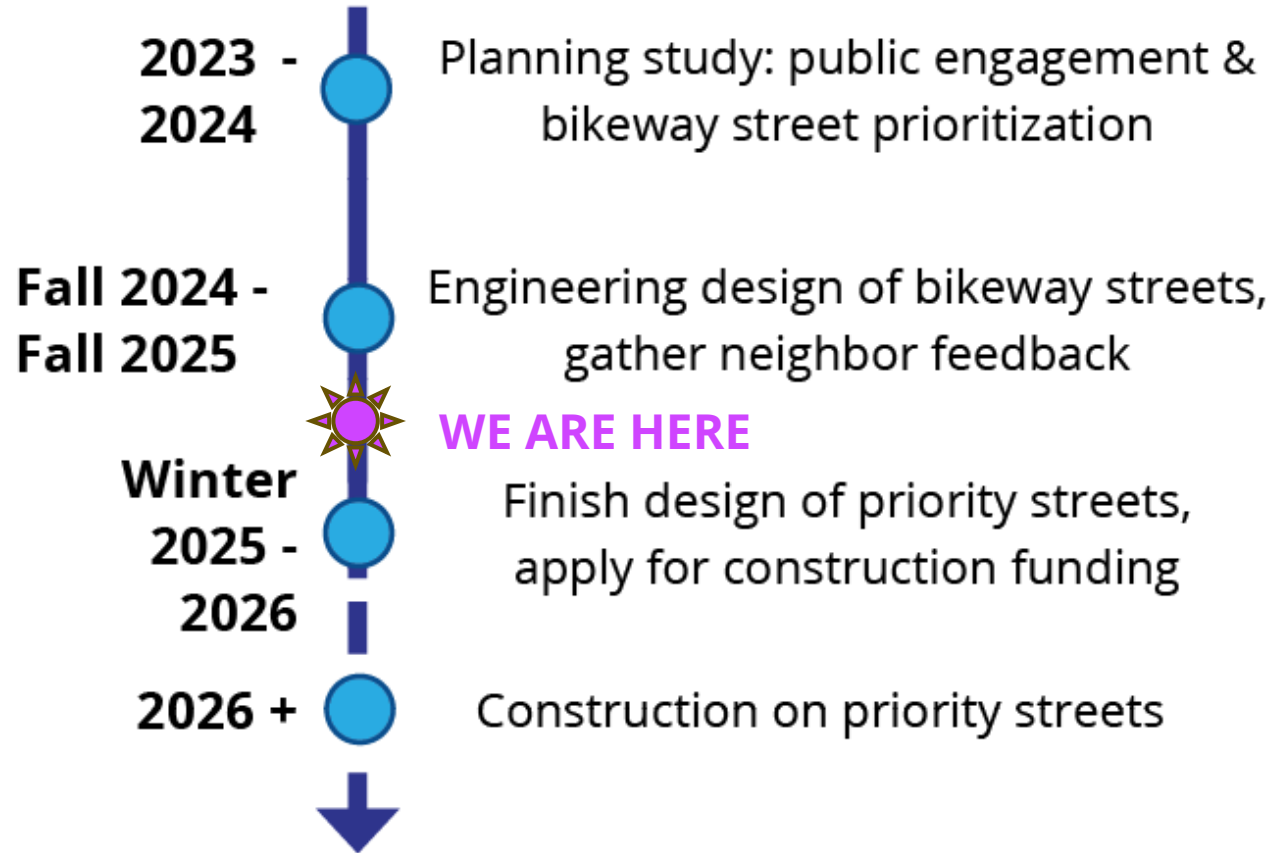 2023 -
2024
Planning study: public engagement &
bikeway street prioritization
Fall 2024 -
Fall 2025
Engineering design of bikeway streets,
gather neighbor feedback
WE ARE HERE
Winter
2025 -
2026
Finish design of priority streets,
apply for construction funding
2026 +
Construction on priority streets